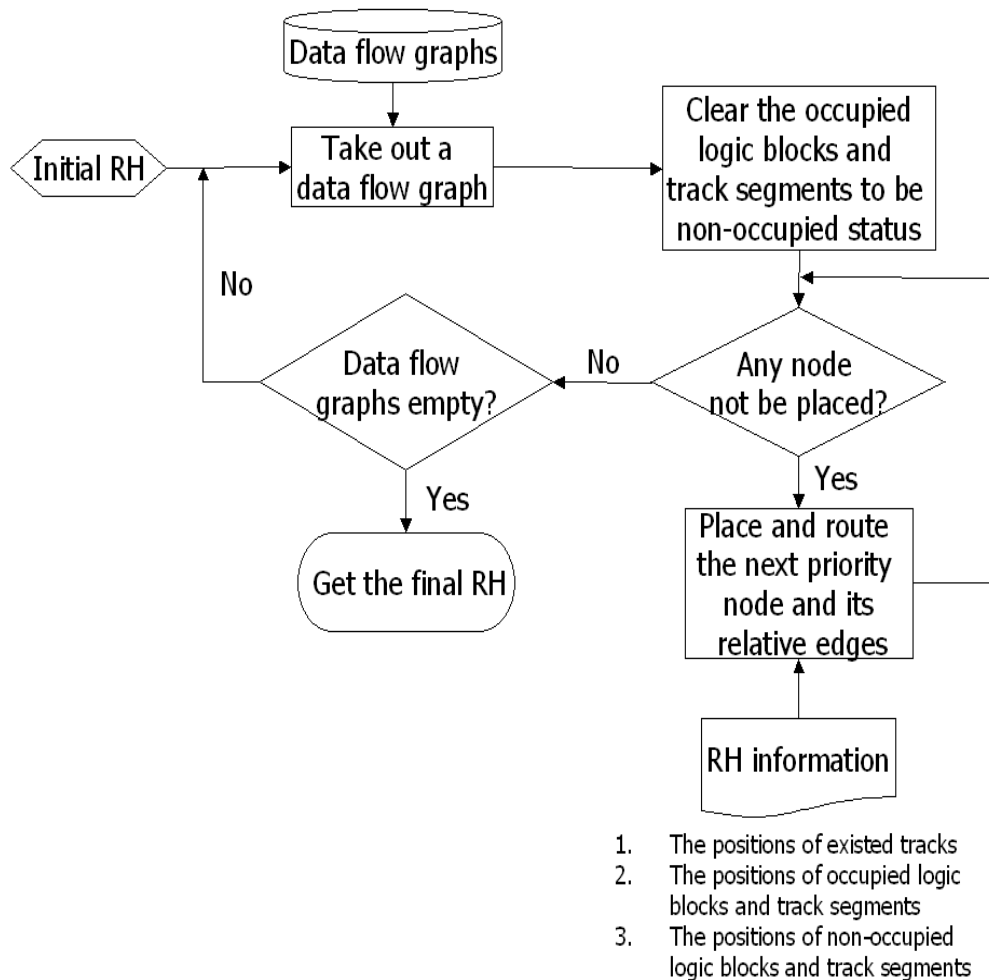 Data flow graphs
Initial RH
Take out a
data flow graph
Clear the occupied
logic blocks and
track segments to be
non-occupied status
No
Data flow
graphs empty?
No
Any node
not be placed?
Yes
Get the final RH
Yes
Place and route
the next priority
node and its
relative edges
RH information
1. The positions of existed tracks
2. The positions of occupied logic
blocks and track segments
3. The positions of non-occupied
logic blocks and track segments